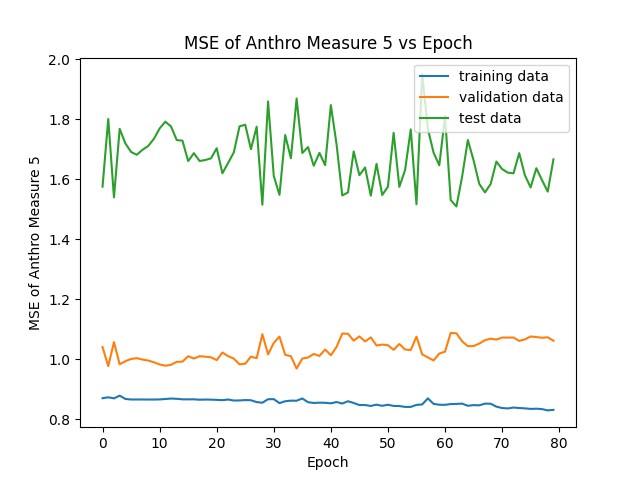 MSE of Anthro Measure 5 vs Epoch
training data
validation data
test data
MSE of Anthro Measure 5
2.0
1.8
1.6
1.4
1.2
1.0
0.8
0
10
20
30
40
50
60
70
80
Epoch